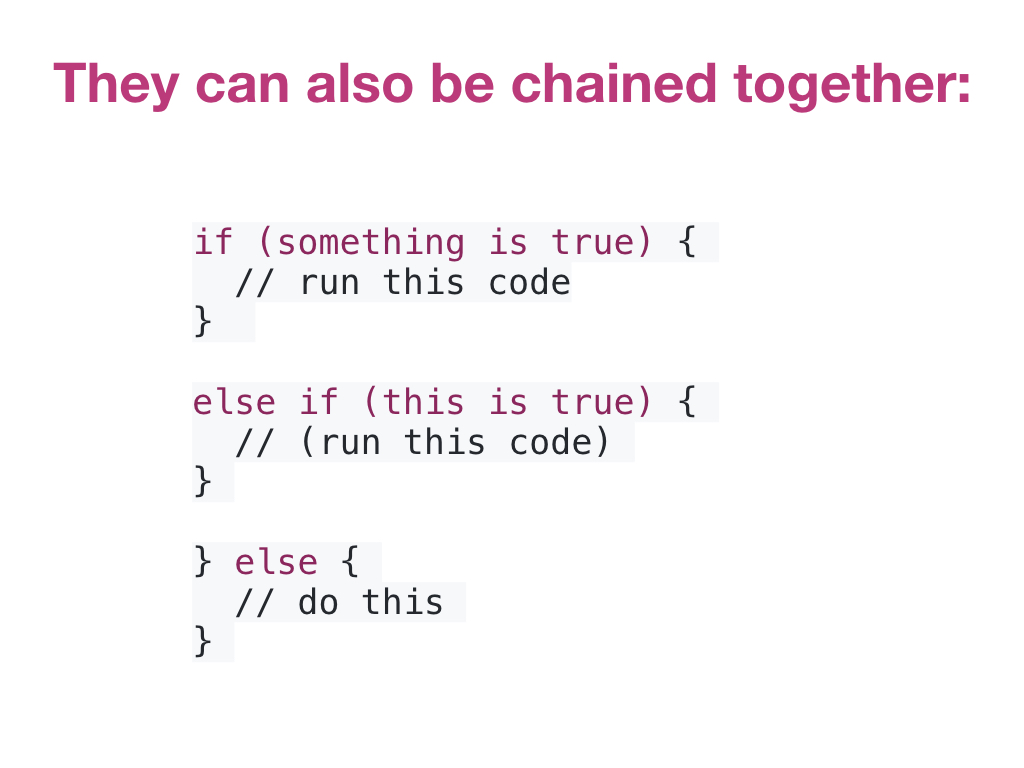 They can also be chained together:
if (something is true) {
  // run this code
}
else if (this is true) {
  // (run this code)
}
} else {
  // do this
}